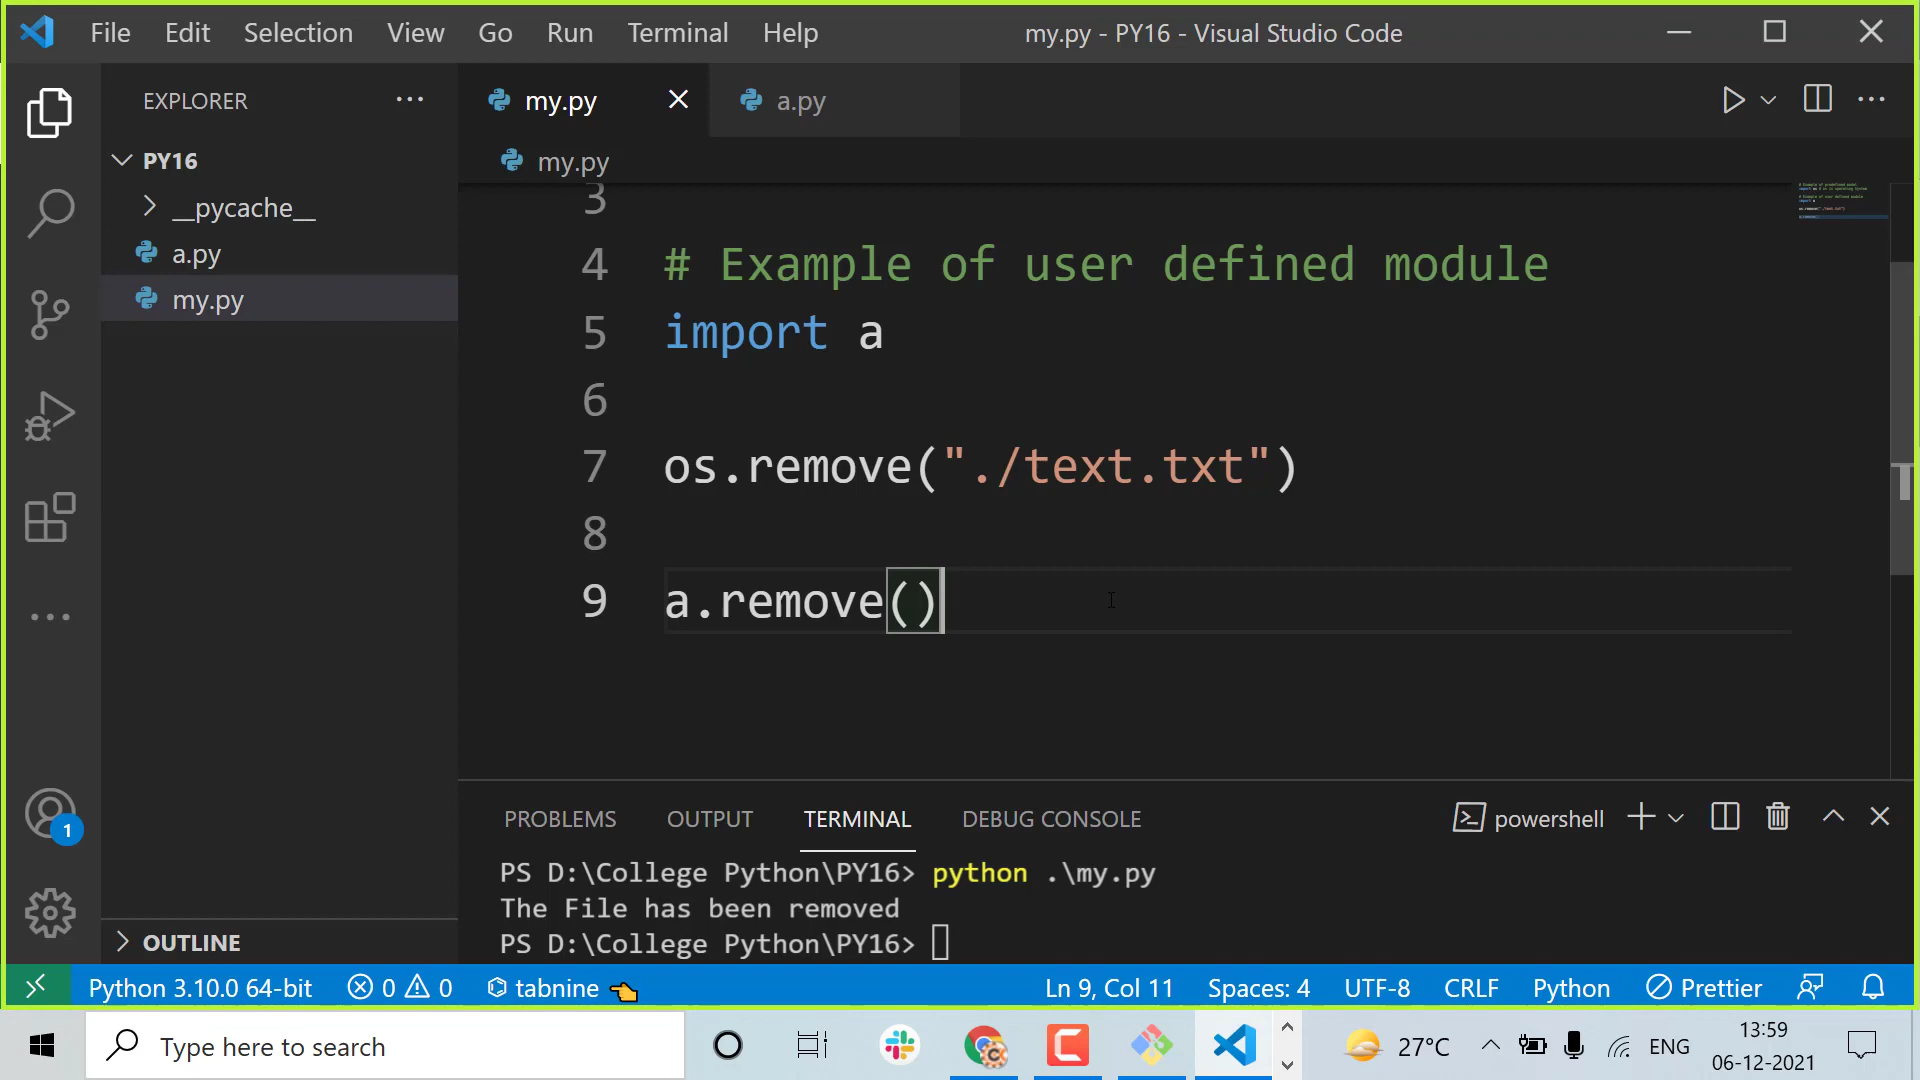 File Edit Selection View Go Run Terminal Help
my.py - PY16 - Visual Studio Code
EXPLORER
my.py
a.py
PY16
my.py
__pycache__
a.py
my.py
3
4 # Example of user defined module
5 import a
6
7 os.remove("./text.txt")
8
9 a.remove()
PROBLEMS OUTPUT TERMINAL DEBUG CONSOLE
powershell
PS D:\College Python\PY16> python .\my.py
The File has been removed
PS D:\College Python\PY16>
1
OUTLINE
Python 3.10.0 64-bit 0 0 tabnine
Ln 9, Col 11 Spaces: 4 UTF-8 CRLF Python Prettier
Type here to search
27°C
ENG
13:59
06-12-2021